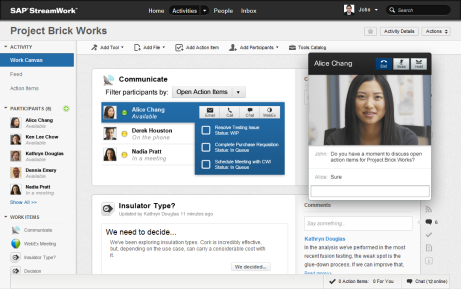 SAP StreamWork
Home
Activities
People
Inbox
John
Search
Project Brick Works
Activity Details
Actions
ACTIVITY
Work Canvas
Feed
Action Items
PARTICIPANTS (8)
Alice Chang
Available
Ken Lee Chow
Available
Kathryn Douglas
Available
Dennis Emery
Available
Nadia Pratt
In a meeting
Show All >>
WORK ITEMS
Communicate
WebEx Meeting
Insulator Type?
Decision
Add Tool
Add File
Add Action Item
Add Participants
Tools Catalog
Communicate
Filter participants by:
Open Action Items
Alice Chang
Available
Email
Call
Chat
WebEx
Derek Houston
On the phone
Nadia Pratt
In a meeting
Resolve Testing Issue
Status: WIP
Complete Purchase Requisition
Status: In Queue
Schedule Meeting with CWI
Status: In Queue
Insulator Type?
Updated by Kathryn Douglas 11 minutes ago
We need to decide...
We've been exploring insulation types. Cork is incredibly effective,
but, depending on the use case, can carry a considerable cost with
it.
We decided...
Alice Chang
End
Mute
Hold
John: Do you have a moment to discuss open
action items for Project Brick Works?
Alice: Sure
Comments
Say something...
Kathryn Douglas
In the analysis we've performed in the most
recent fusion testing, the weak spot is the
glue-down process. If we can improve that,
Read more>>
6
0 Action Items: 0 For You
Chat (12 online)